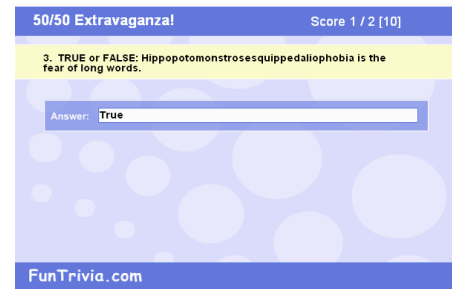 50/50 Extravaganza! Score 1 / 2 [10]
3. TRUE or FALSE: Hippopotomonstrosesquippedaliophobia is the
fear of long words.
Answer: True
FunTrivia.com